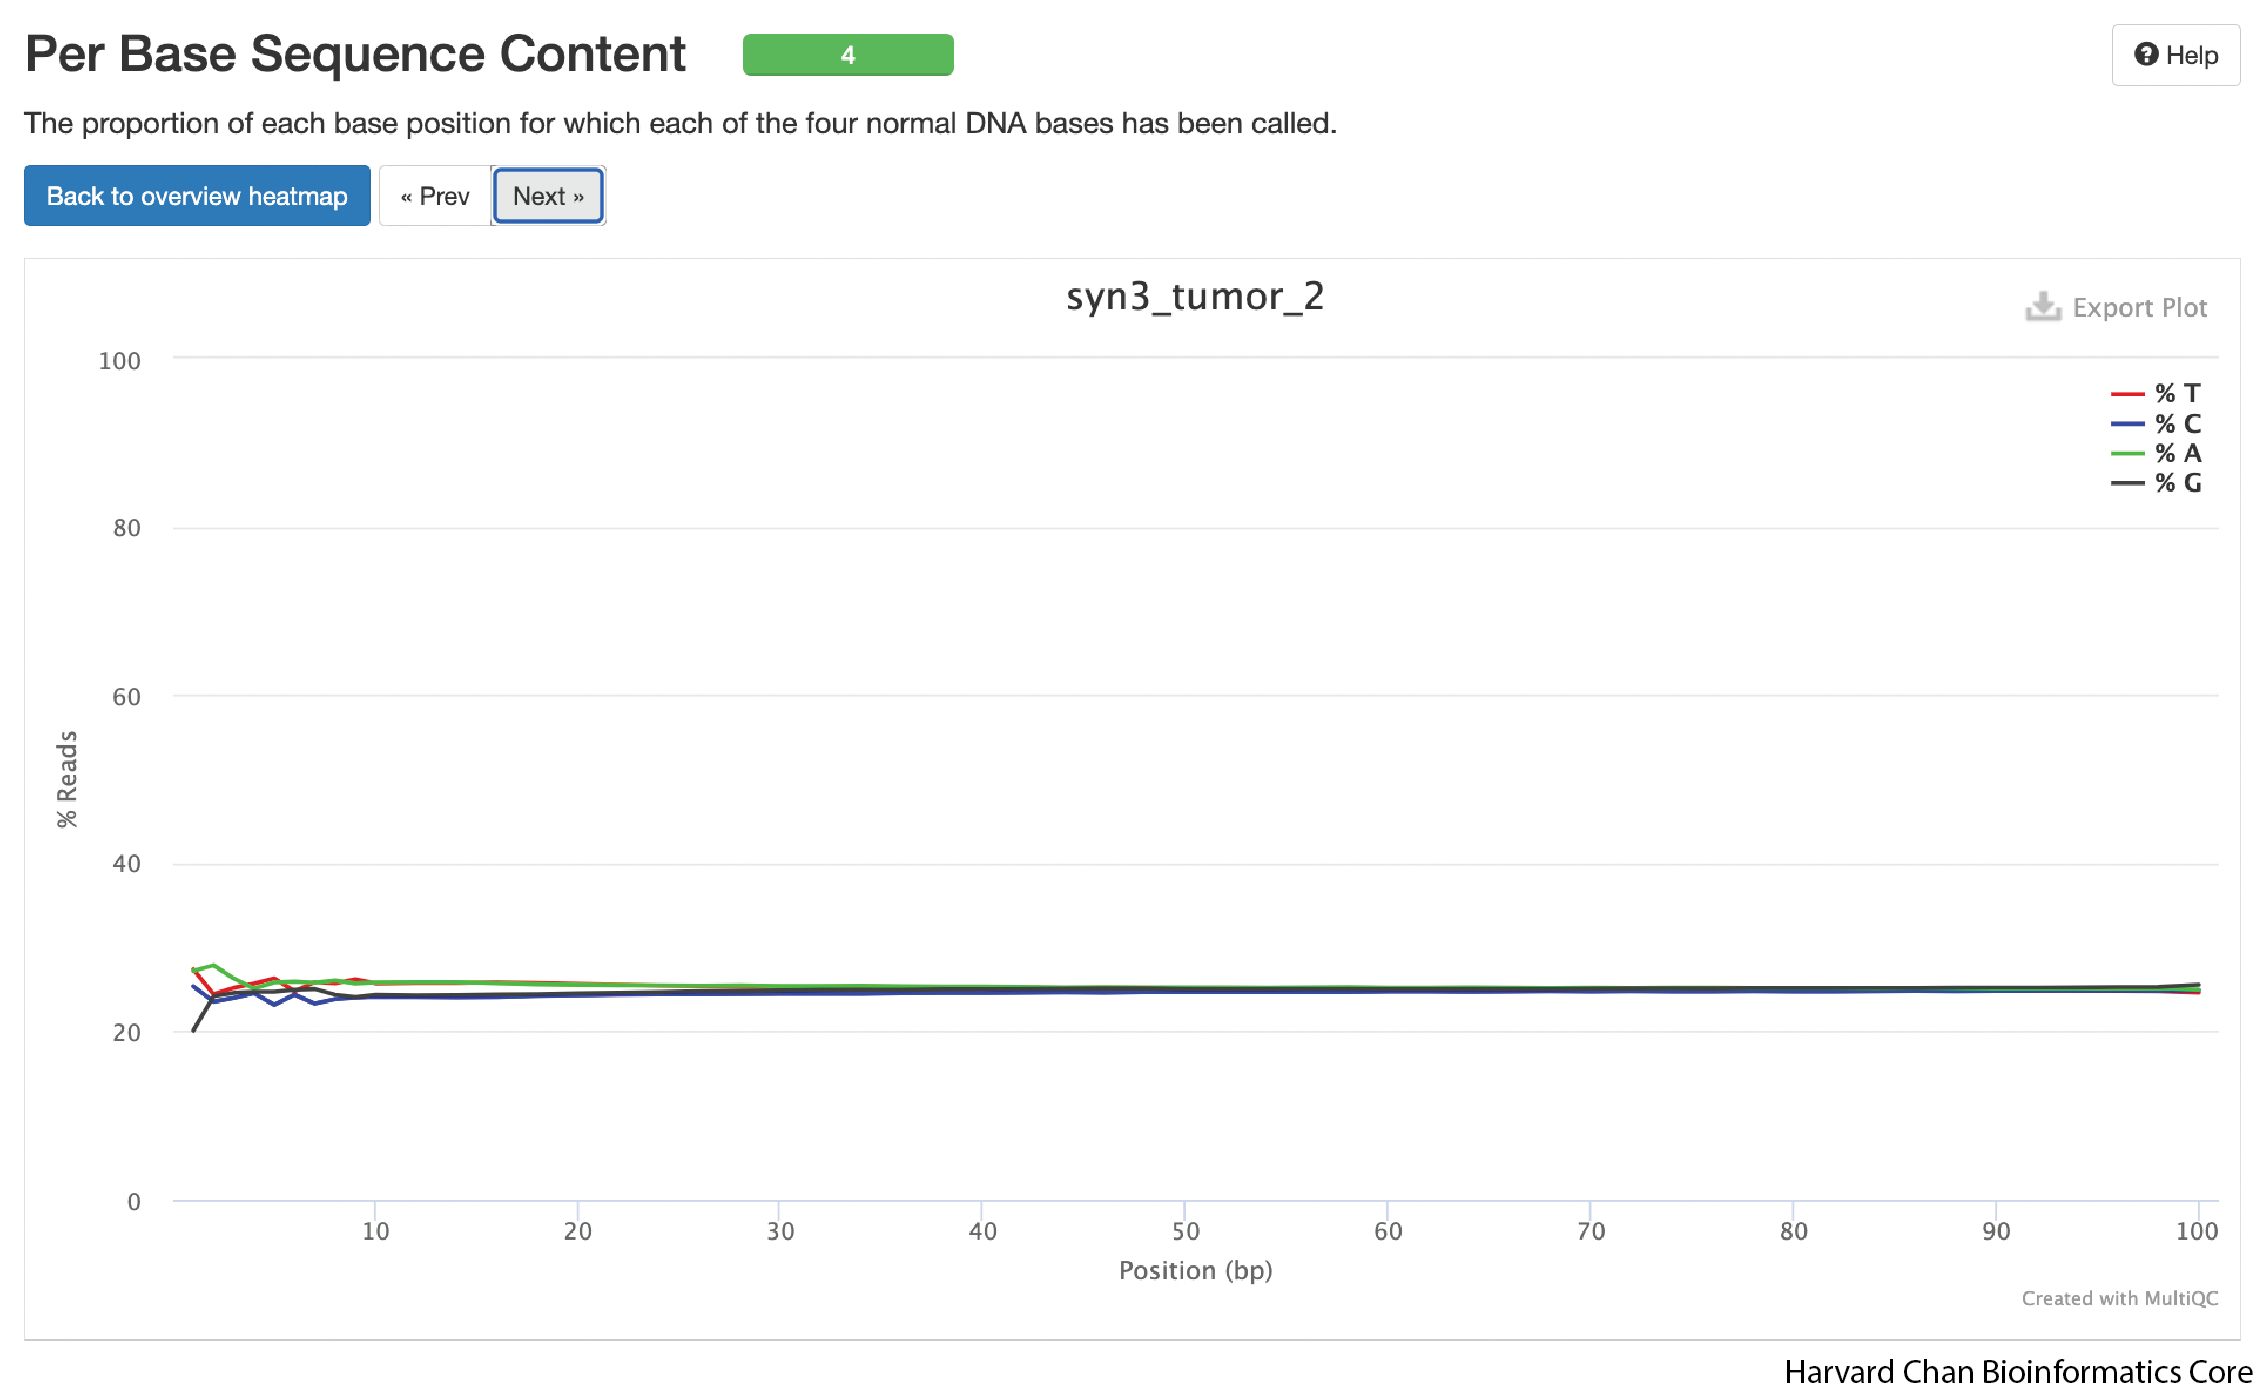 Per Base Sequence Content 4
? Help
The proportion of each base position for which each of the four normal DNA bases has been called.
Back to overview heatmap « Prev Next »
syn3_tumor_2
Export Plot
100
80
60
40
20
0
% Reads
% T
% C
% A
% G
10 20 30 40 50 60 70 80 90 100
Position (bp)
Created with MultiQC
Harvard Chan Bioinformatics Core